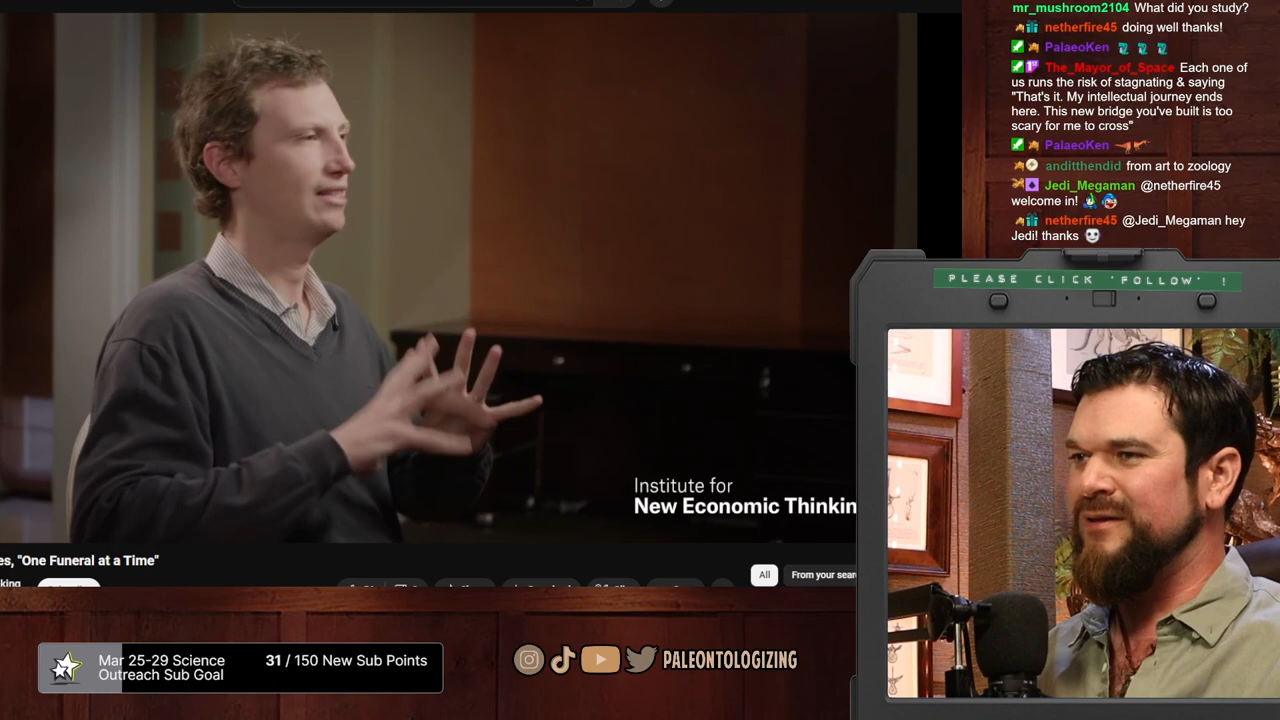 mr_mushroom2104 What did you study?
netherfire45 doing well thanks!
PalaeoKen
The_Mayor_of_Space Each one of
us runs the risk of stagnating & saying
"That's it. My intellectual journey ends
here. This new bridge you've built is too
scary for me to cross"
PalaeoKen
anditthendid from art to zoology
Jedi_Megaman @netherfire45
welcome in!
netherfire45 @Jedi_Megaman hey
Jedi! thanks
PLEASE CLICK 'FOLLOW' !
Institute for
New Economic Thinkin
es, "One Funeral at a Time"
king
All
From your sear
Mar 25-29 Science
Outreach Sub Goal
31 / 150 New Sub Points
PALEONTOLOGIZING